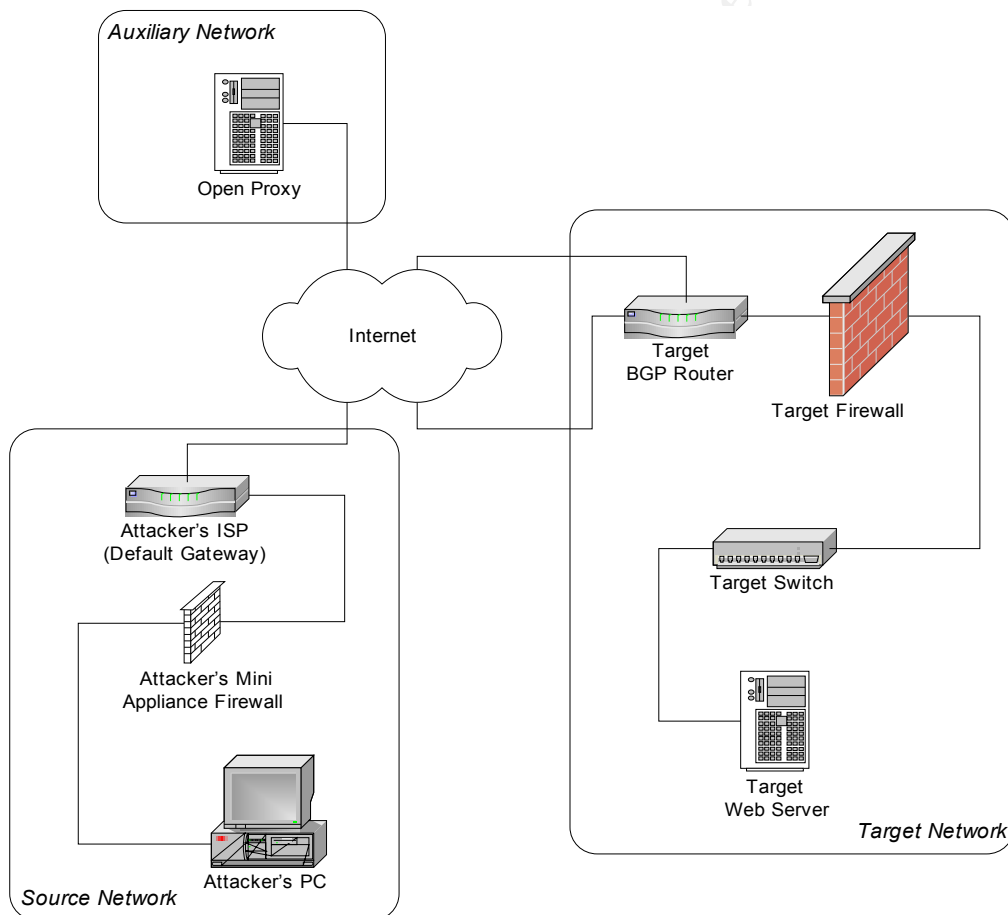 Auxiliary Network
Open Proxy
Internet
Target
BGP Router
Target Firewall
Attacker's ISP
(Default Gateway)
Target Switch
Attacker's Mini
Appliance Firewall
Target
Web Server
Attacker's PC
Source Network
Target Network